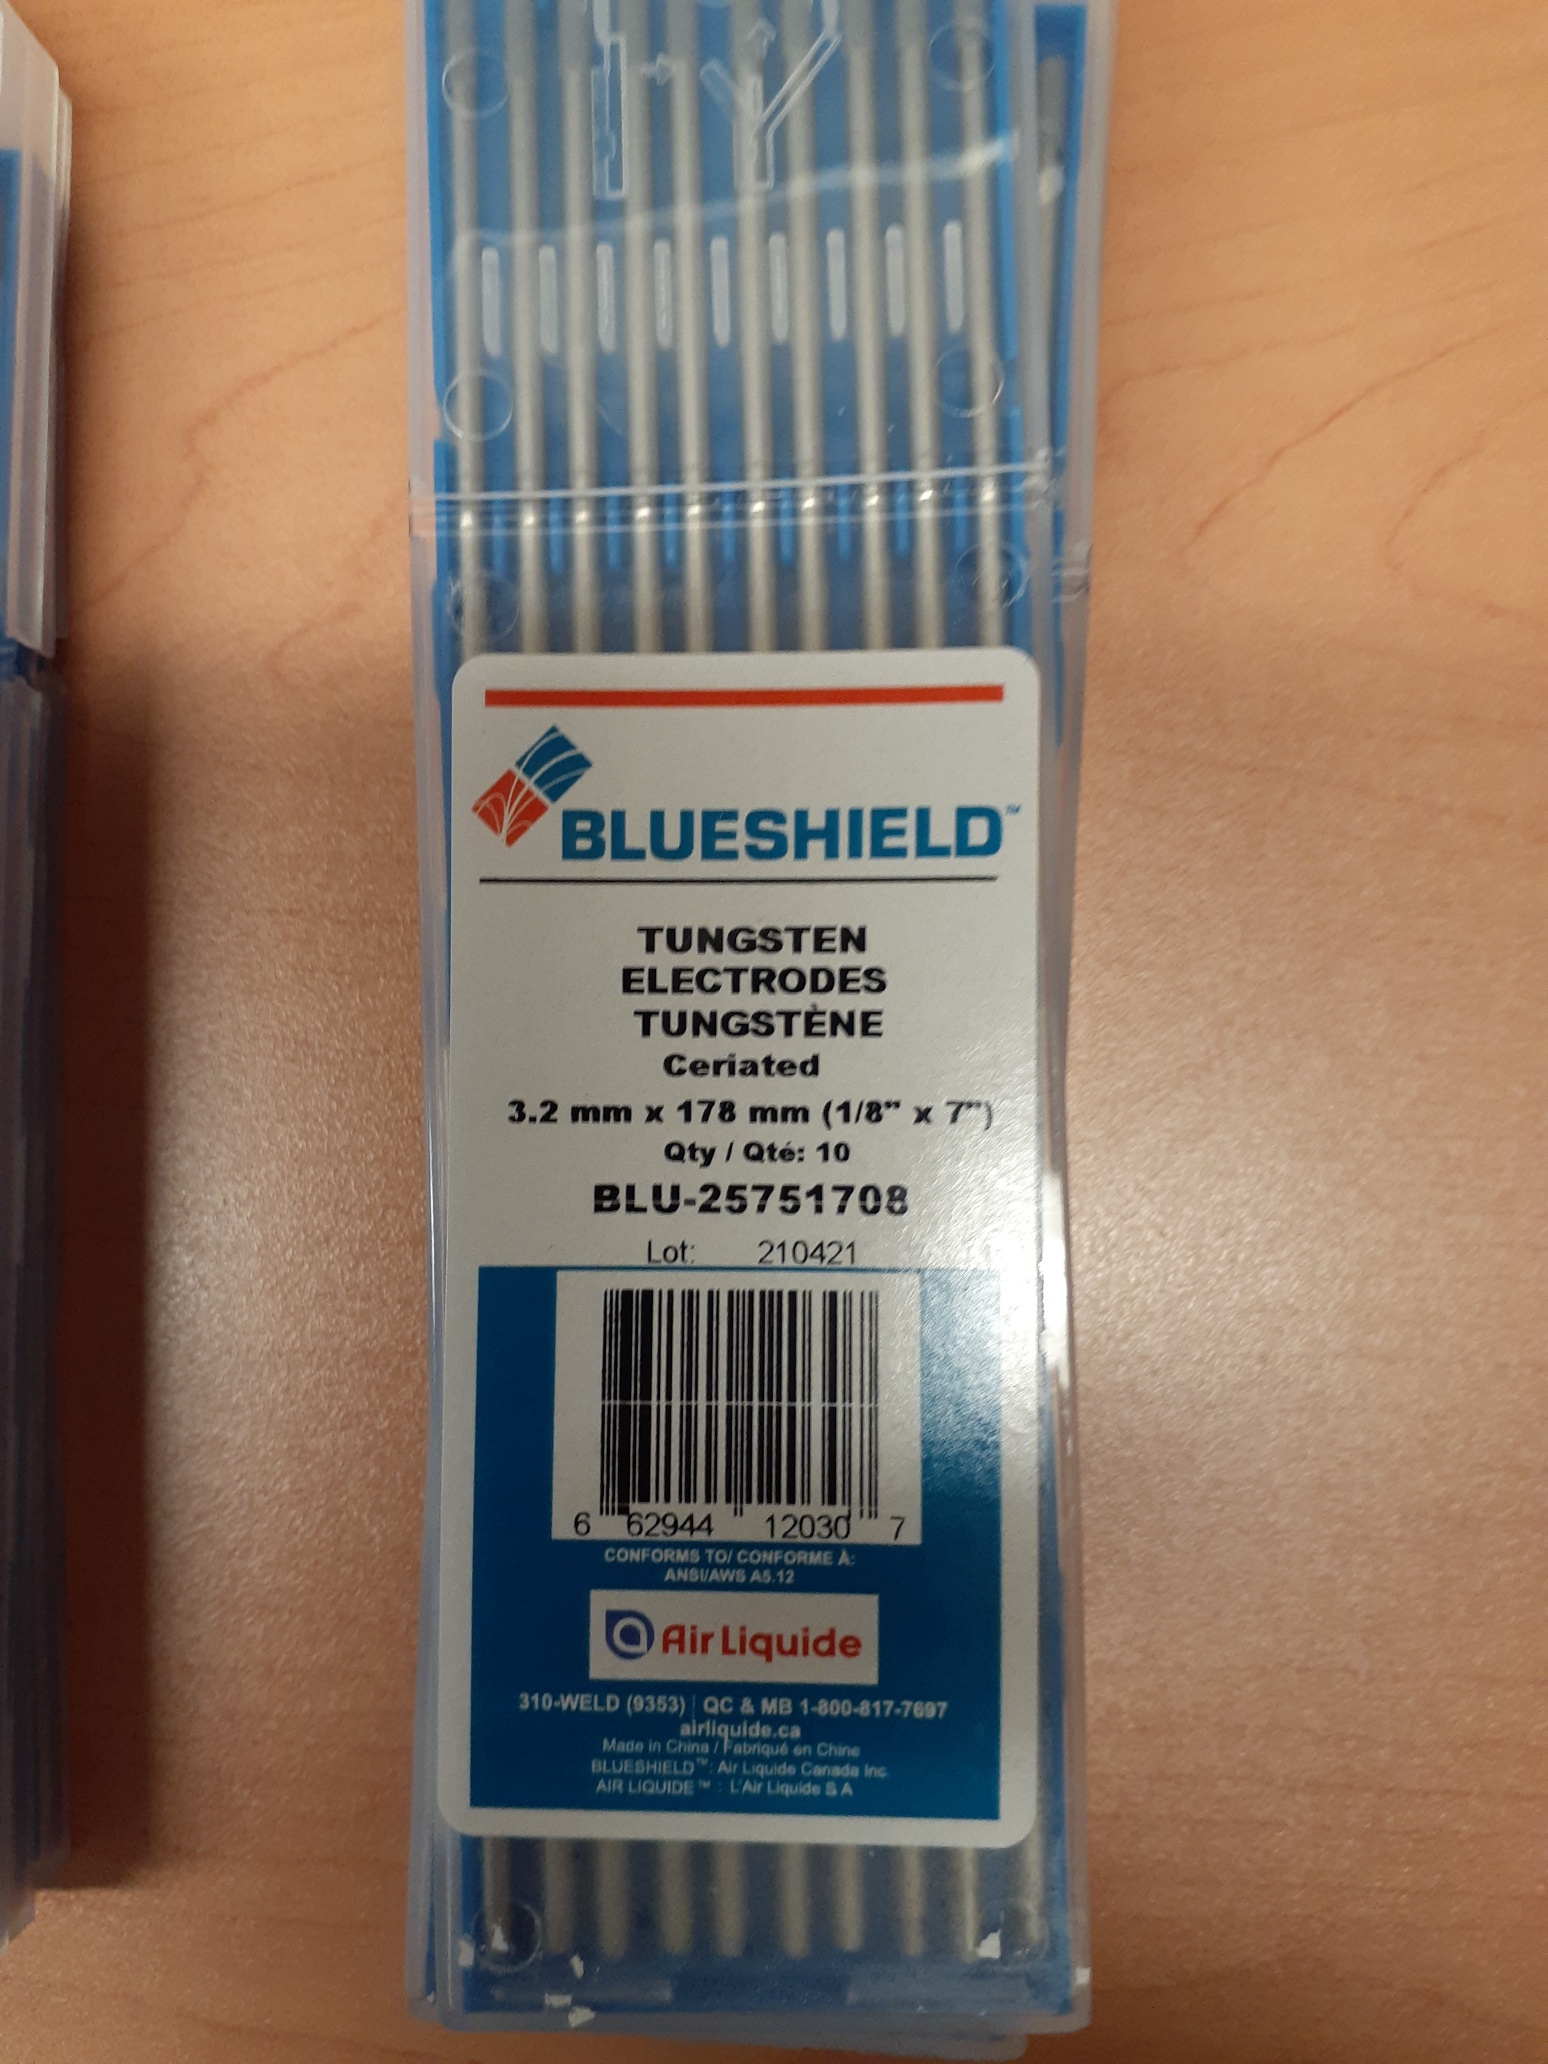 BLUESHIELD™
TUNGSTEN
ELECTRODES
TUNGSTÈNE
Ceriated
3.2 mm x 178 mm (1/8" x 7")
Qty / Qté: 10
BLU-25751708
Lot: 210421
6 62944 12030 7
CONFORMS TO/ CONFORME À:
ANSI/AWS A5.12
Air Liquide
310-WELD (9353) | QC & MB 1-800-817-7697
airliquide.ca
Made in China / Fabriqué en Chine
BLUESHIELD™: Air Liquide Canada Inc.
AIR LIQUIDE™ : L'Air Liquide S A